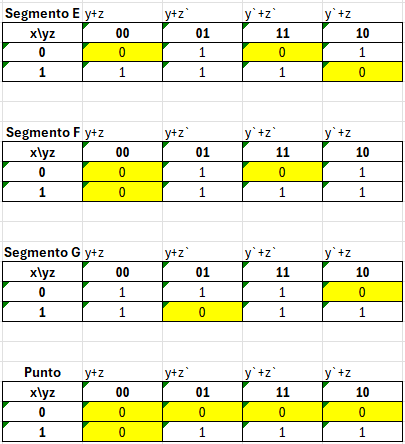 Segmento E y+z y+z` y`+z` y`+z
x\yz 00 01 11 10
0 0 1 0 1
1 1 1 1 0
Segmento F y+z y+z` y`+z` y`+z
x\yz 00 01 11 10
0 0 1 0 1
1 0 1 1 1
Segmento G y+z y+z` y`+z` y`+z
x\yz 00 01 11 10
0 1 1 1 0
1 1 0 1 1
Punto y+z y+z` y`+z` y`+z
x\yz 00 01 11 10
0 0 0 0 0
1 0 1 1 1